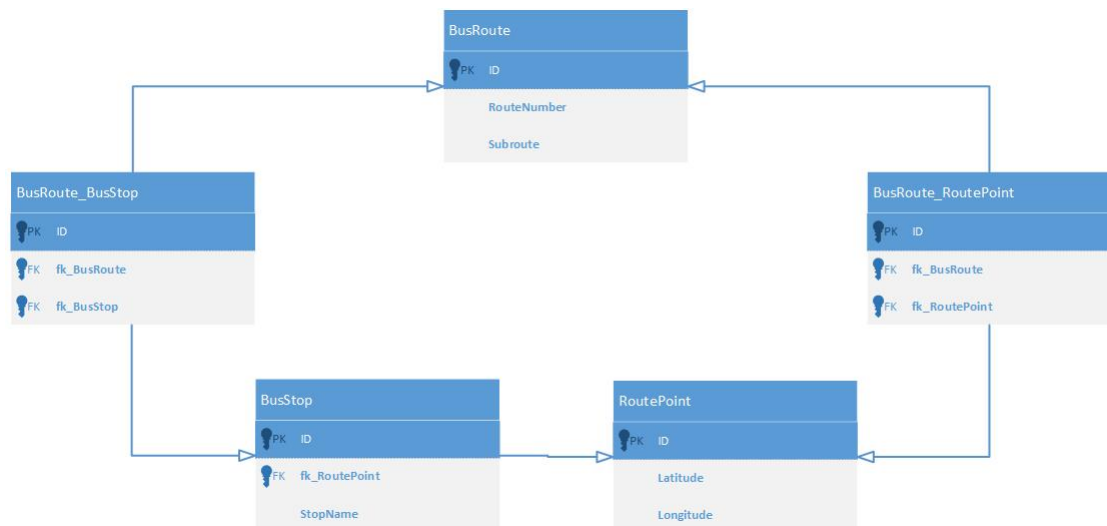 BusRoute
PK ID
RouteNumber
Subroute
BusRoute_BusStop
PK ID
FK fk_BusRoute
FK fk_BusStop
BusRoute_RoutePoint
PK ID
FK fk_BusRoute
FK fk_RoutePoint
BusStop
PK ID
FK fk_RoutePoint
StopName
RoutePoint
PK ID
Latitude
Longitude